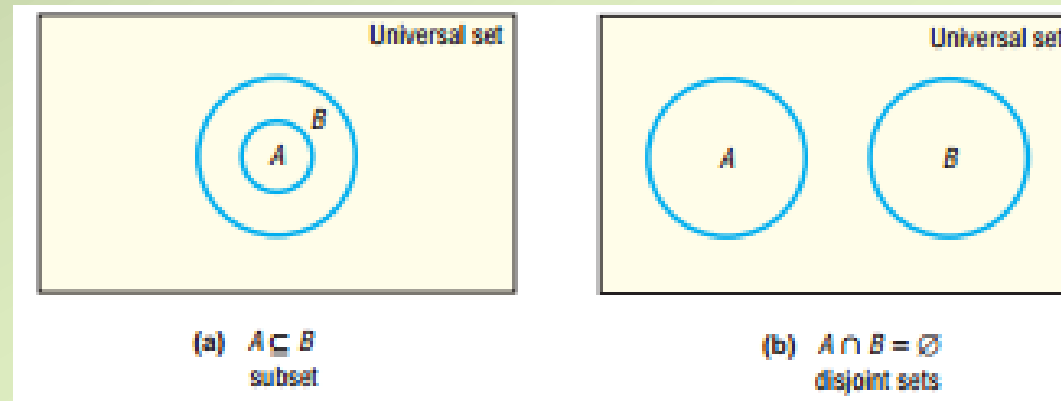 Universal set
B
A
(a) A ⊆ B
subset
Universal set
A
B
(b) A ∩ B = ∅
disjoint sets